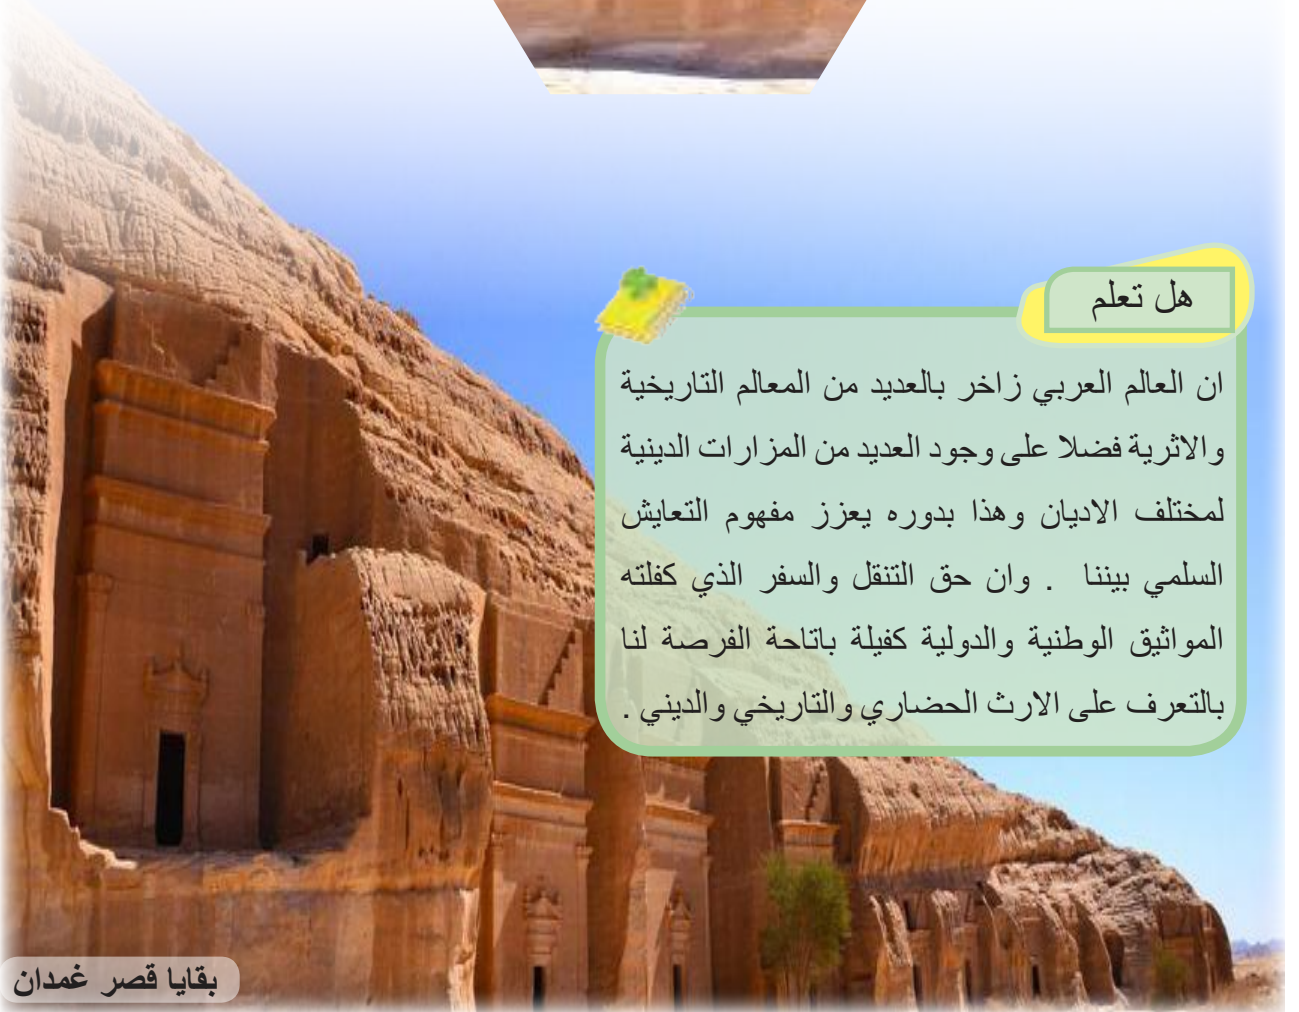 هل تعلم
ان العالم العربي زاخر بالعديد من المعالم التاريخية
والاثرية فضلا على وجود العديد من المزارات الدينية
لمختلف الاديان وهذا بدوره يعزز مفهوم التعايش
السلمي بيننا . وان حق التنقل والسفر الذي كفلته
المواثيق الوطنية والدولية كفيلة باتاحة الفرصة لنا
بالتعرف على الارث الحضاري والتاريخي والديني .
بقايا قصر غمدان